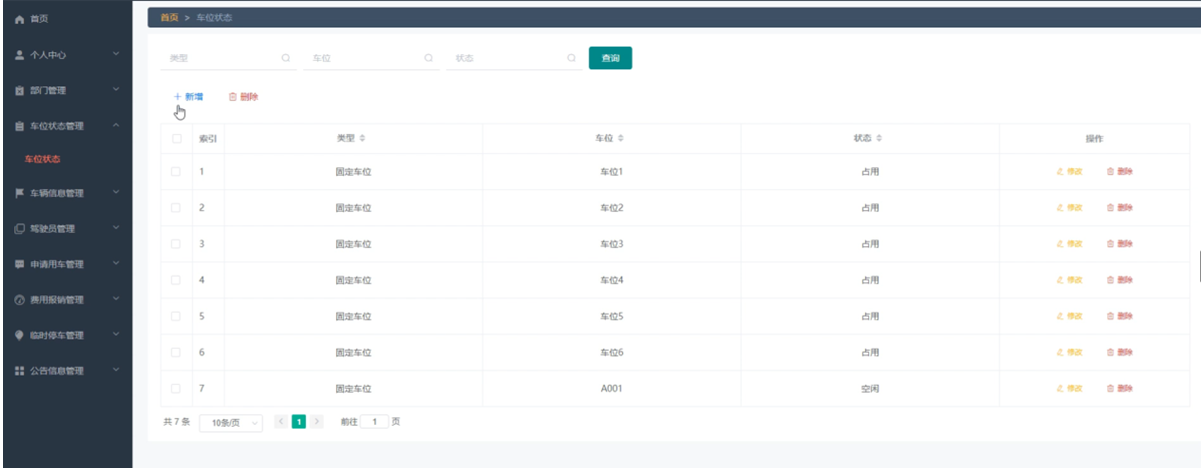 首页
个人中心
部门管理
车位状态管理
车位状态
车辆信息管理
驾驶员管理
申请用车管理
费用报销管理
临时停车管理
公告信息管理
首页 > 车位状态
类型 车位 状态 查询
+ 新增 删除
索引 类型 车位 状态 操作
1 固定车位 车位1 占用 修改 删除
2 固定车位 车位2 占用 修改 删除
3 固定车位 车位3 占用 修改 删除
4 固定车位 车位4 占用 修改 删除
5 固定车位 车位5 占用 修改 删除
6 固定车位 车位6 占用 修改 删除
7 固定车位 A001 空闲 修改 删除
共 7 条 10条/页 < 1 > 前往 1 页